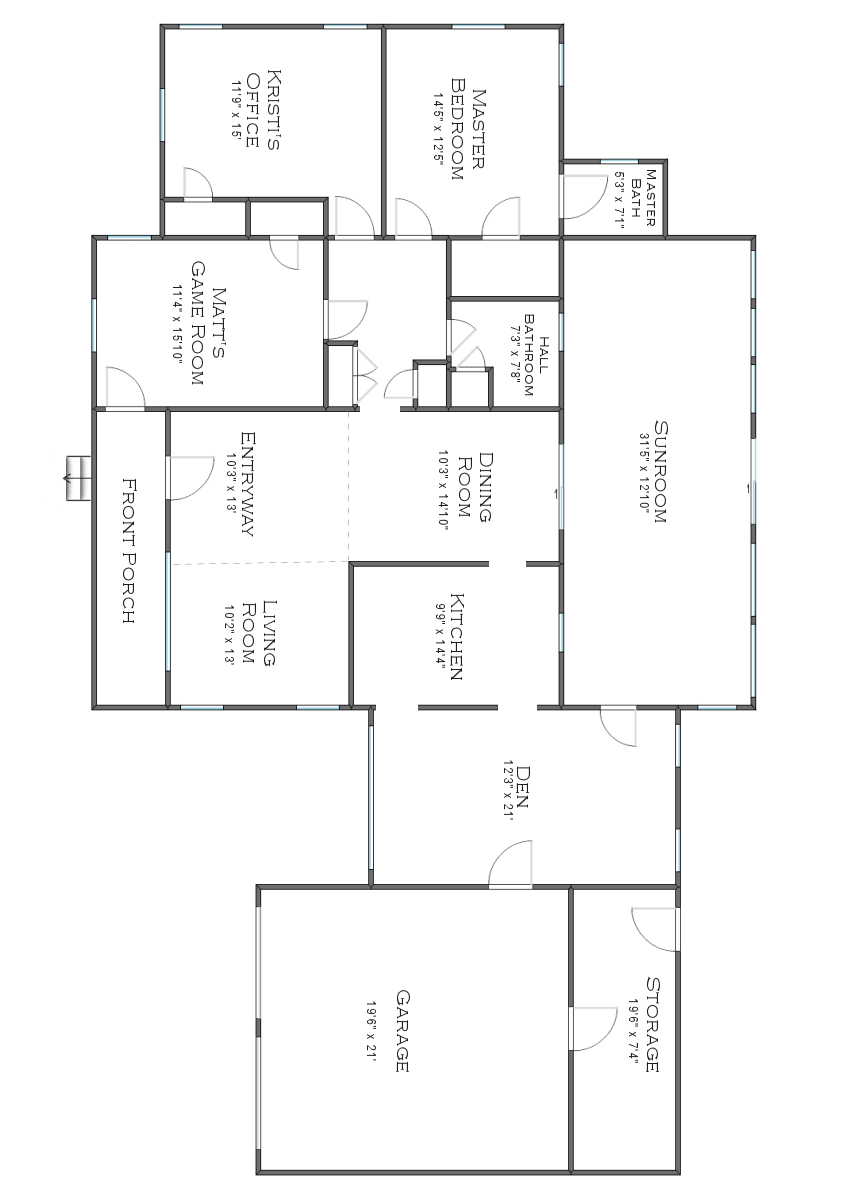 KRISTI'S
OFFICE
11'9" x 15'
MASTER
BEDROOM
14'5" x 12'5"
MASTER
BATH
5'3" x 7'1"
MATT'S
GAME ROOM
11'4" x 15'10"
HALL
BATHROOM
7'3" x 7'8"
SUNROOM
31'5" x 12'10"
ENTRYWAY
10'3" x 13'
DINING
ROOM
10'3" x 14'10"
FRONT PORCH
LIVING
ROOM
10'2" x 13'
KITCHEN
9'9" x 14'4"
DEN
12'3" x 21'
GARAGE
19'6" x 21'
STORAGE
19'6" x 7'4"